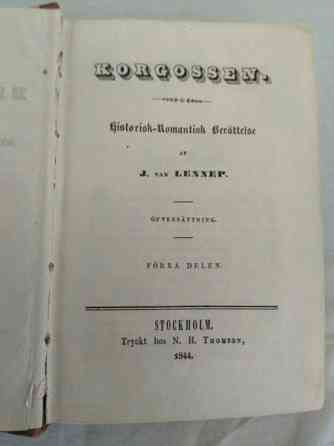 KORGOSSEN.
Historisk-Romantisk Berättelse
AF
J. VAN LENNEP.
ÖFVERSÄTTNING.
FÖRRA DELEN.
STOCKHOLM.
Tryckt hos N. H. THOMSON,
1844.